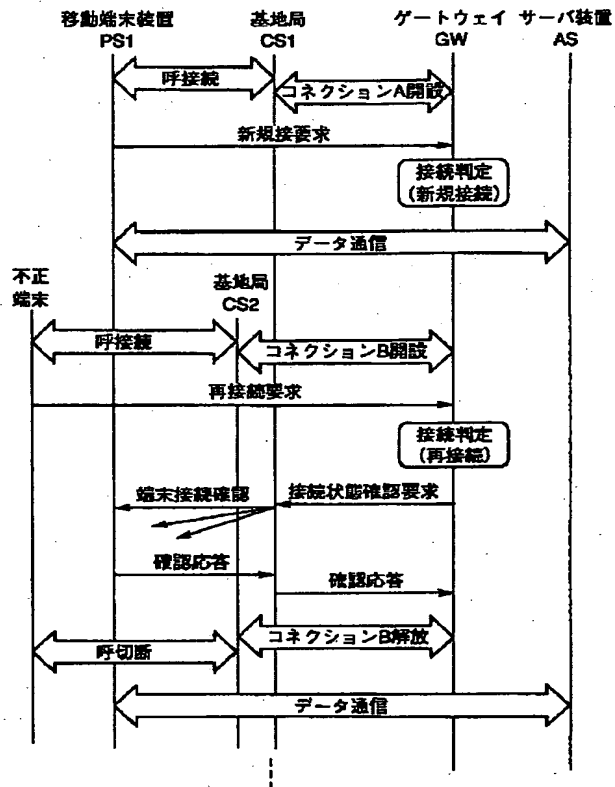 移動端末装置 基地局 ゲートウェイ サーバ装置
PS1 CS1 GW AS
呼接続 コネクションA開設
新規接要求
接続判定
(新規接続)
データ通信
不正
端末
基地局
CS2
呼接続 コネクションB開設
再接続要求
接続判定
(再接続)
端末接続確認 接続状態確認要求
確認応答
確認応答
コネクションB解放
呼切断
データ通信